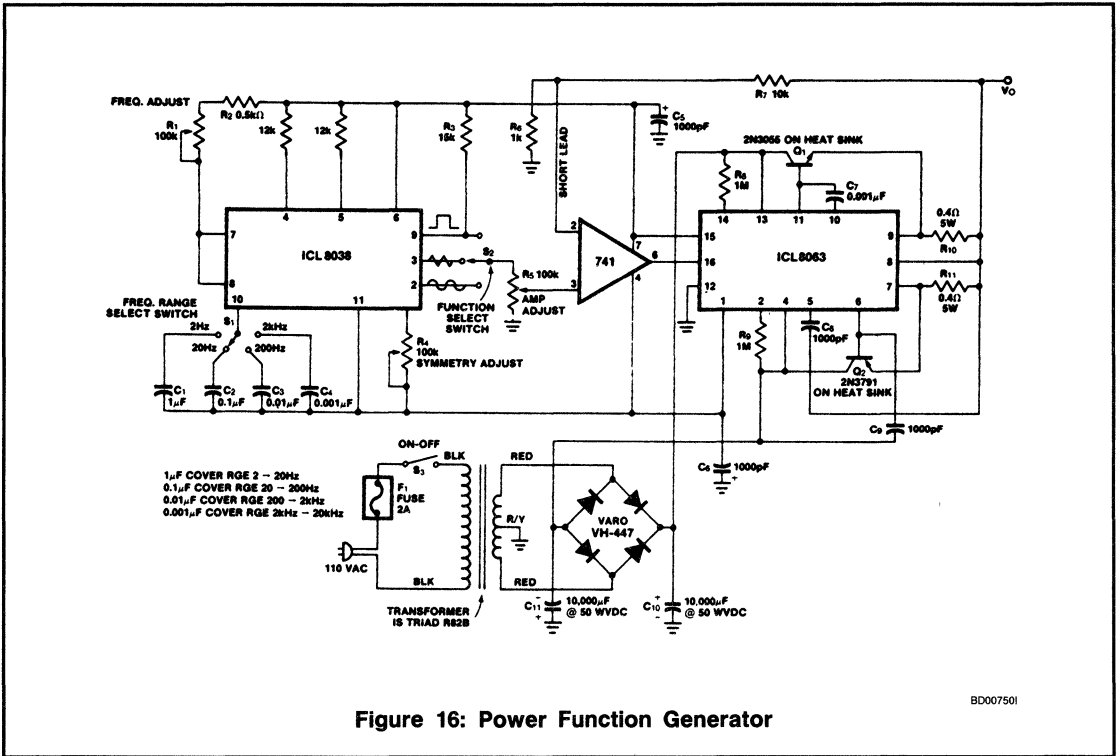 FREQ. ADJUST
R1
100k
R2 0.5kΩ
12k
12k
R3
15k
R6
1k
SHORT LEAD
R7 10k
VO
+
C5
1000pF
2N3055 ON HEAT SINK
Q1
R8
1M
C7
0.001µF
4
5
6
7
8
9
3
2
10
11
ICL8038
S2
FUNCTION
SELECT
SWITCH
R5 100k
AMP
ADJUST
2
3
741
7
6
4
14
13
11
10
15
16
12
1
2
4
5
6
9
8
7
ICL8063
0.4Ω
5W
R10
R11
0.4Ω
5W
FREQ. RANGE
SELECT SWITCH
S1
2Hz
20Hz
2kHz
200Hz
C1
1µF
C2
0.1µF
C3
0.01µF
C4
0.001µF
R4
100k
SYMMETRY ADJUST
R9
1M
C6
1000pF
Q2
2N3791
ON HEAT SINK
C9 1000pF
C6 1000pF
+
1µF COVER RGE 2 – 20Hz
0.1µF COVER RGE 20 – 200Hz
0.01µF COVER RGE 200 – 2kHz
0.001µF COVER RGE 2kHz – 20kHz
ON-OFF
S3
BLK
RED
F1
FUSE
2A
R/Y
VARO
VH-447
110 VAC
BLK
RED
TRANSFORMER
IS TRIAD R82B
C11
-
+
10,000µF
@ 50 WVDC
C10
+
-
10,000µF
@ 50 WVDC
BD00750I
Figure 16: Power Function Generator